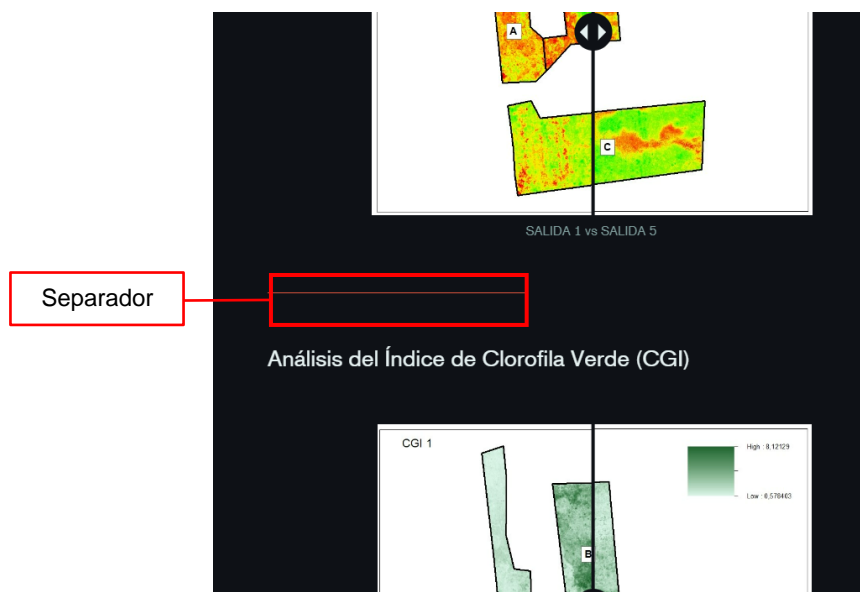 A
C
SALIDA 1 vs SALIDA 5
Separador
Análisis del Índice de Clorofila Verde (CGI)
CGI 1
High : 8,12129
Low : 0,578403
B